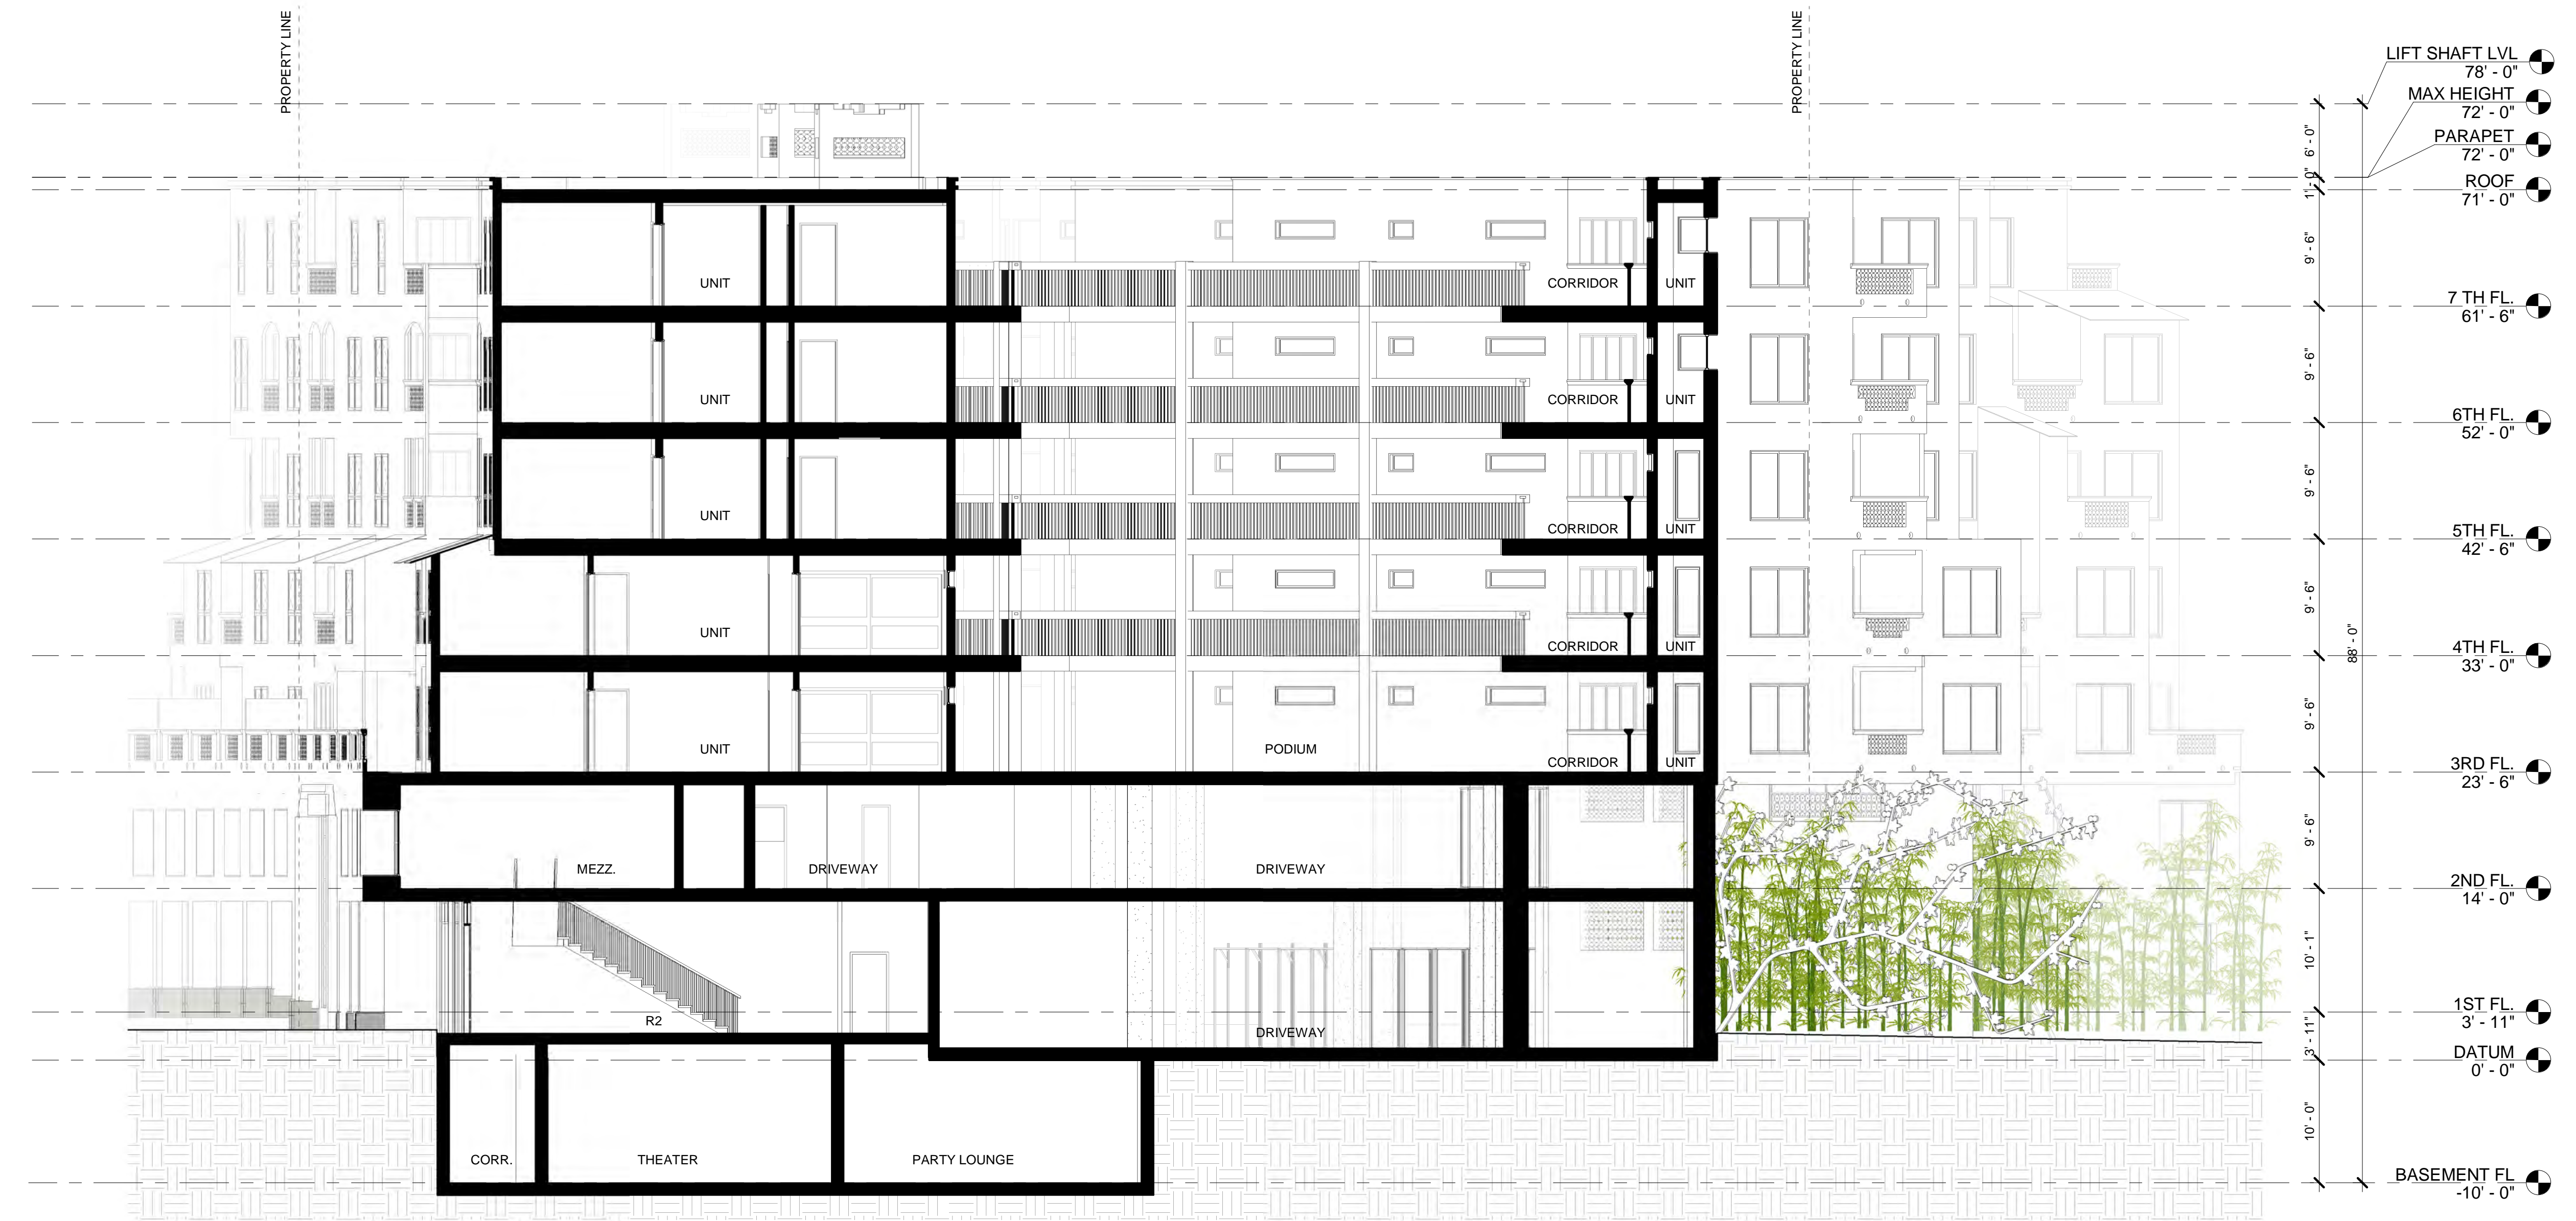 PROPERTY LINE
PROPERTY LINE
LIFT SHAFT LVL
78' - 0"
MAX HEIGHT
72' - 0"
6' - 0"
PARAPET
72' - 0"
1' - 0"
ROOF
71' - 0"
9' - 6"
UNIT
CORRIDOR
UNIT
7 TH FL.
61' - 6"
9' - 6"
UNIT
CORRIDOR
UNIT
6TH FL.
52' - 0"
9' - 6"
UNIT
CORRIDOR
UNIT
5TH FL.
42' - 6"
9' - 6"
UNIT
CORRIDOR
UNIT
4TH FL.
33' - 0"
88' - 0"
9' - 6"
UNIT
PODIUM
CORRIDOR
UNIT
3RD FL.
23' - 6"
9' - 6"
MEZZ.
DRIVEWAY
DRIVEWAY
2ND FL.
14' - 0"
10' - 1"
R2
DRIVEWAY
1ST FL.
3' - 11"
3' - 11"
DATUM
0' - 0"
10' - 0"
CORR.
THEATER
PARTY LOUNGE
BASEMENT FL
-10' - 0"